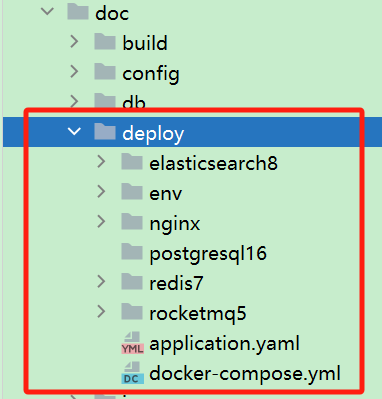 doc
build
config
db
deploy
elasticsearch8
env
nginx
postgresql16
redis7
rocketmq5
YML application.yaml
DC docker-compose.yml